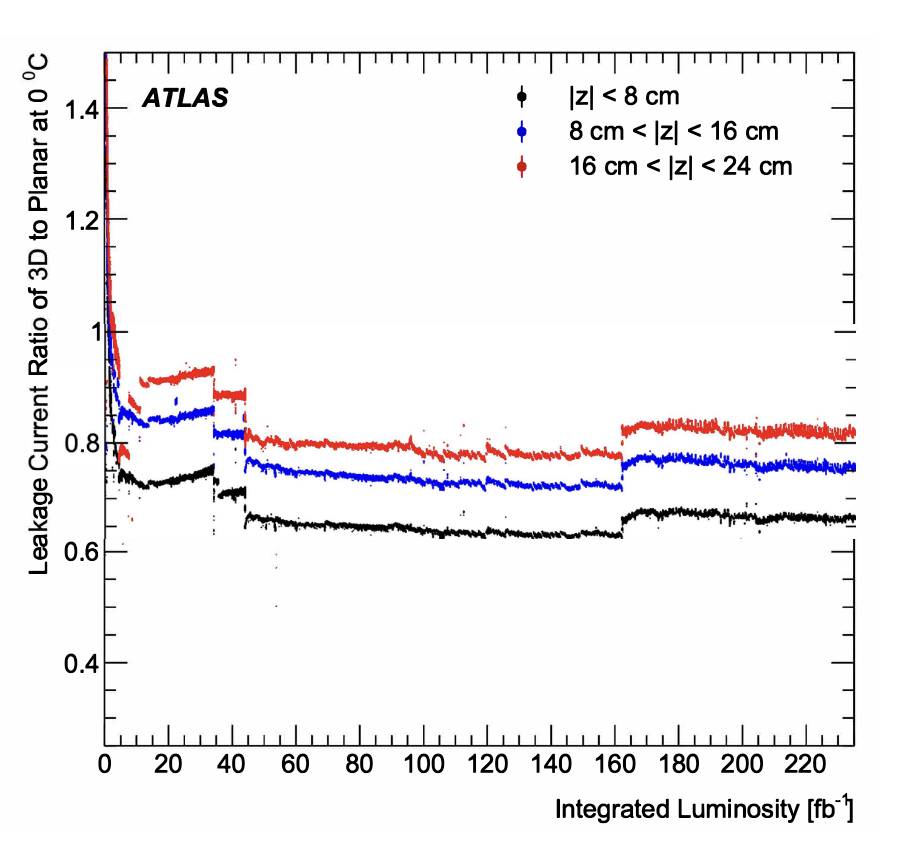 Leakage Current Ratio of 3D to Planar at 0 ⁰C
ATLAS
|z| < 8 cm
8 cm < |z| < 16 cm
16 cm < |z| < 24 cm
1.4
1.2
1
0.8
0.6
0.4
0 20 40 60 80 100 120 140 160 180 200 220
Integrated Luminosity [fb⁻¹]